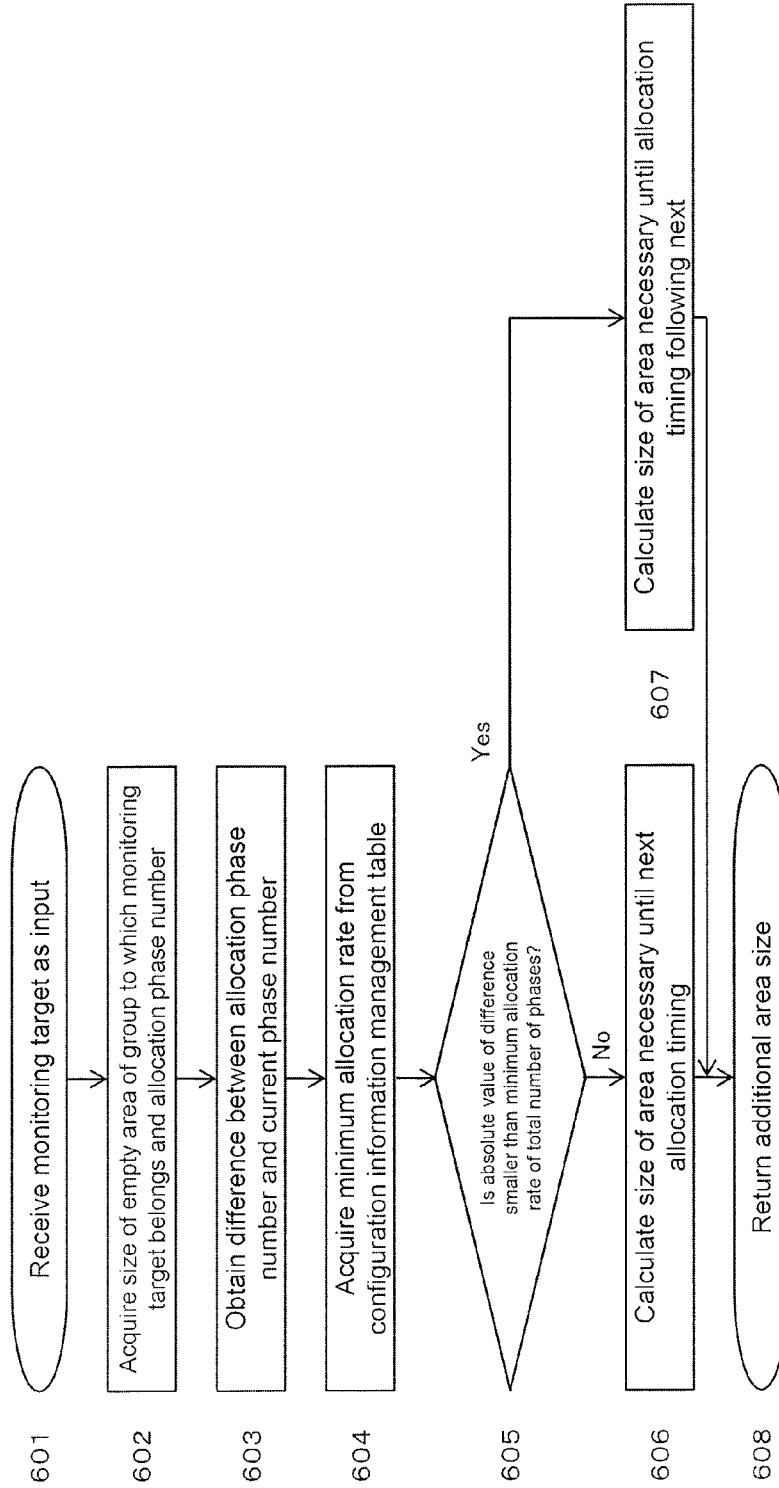 601
Receive monitoring target as input
602
Acquire size of empty area of group to which monitoring
target belongs and allocation phase number
603
Obtain difference between allocation phase
number and current phase number
604
Acquire minimum allocation rate from
configuration information management table
605
Is absolute value of difference
smaller than minimum allocation
rate of total number of phases?
Yes
No
606
Calculate size of area necessary until next
allocation timing
607
Calculate size of area necessary until allocation
timing following next
608
Return additional area size